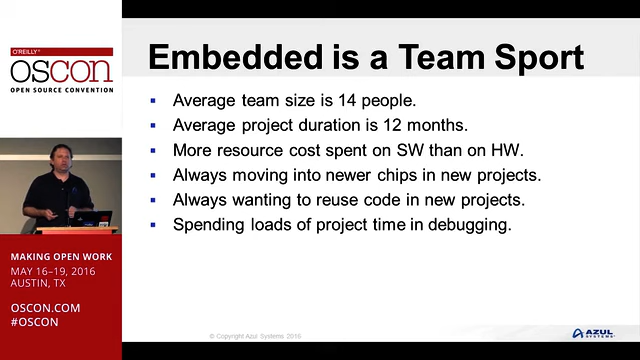 O'REILLY
OSCON
OPEN SOURCE CONVENTION
MAKING OPEN WORK
MAY 16–19, 2016
AUSTIN, TX
OSCON.COM
#OSCON
Embedded is a Team Sport
▪ Average team size is 14 people.
▪ Average project duration is 12 months.
▪ More resource cost spent on SW than on HW.
▪ Always moving into newer chips in new projects.
▪ Always wanting to reuse code in new projects.
▪ Spending loads of project time in debugging.
© Copyright Azul Systems 2016
AZUL
SYSTEMS